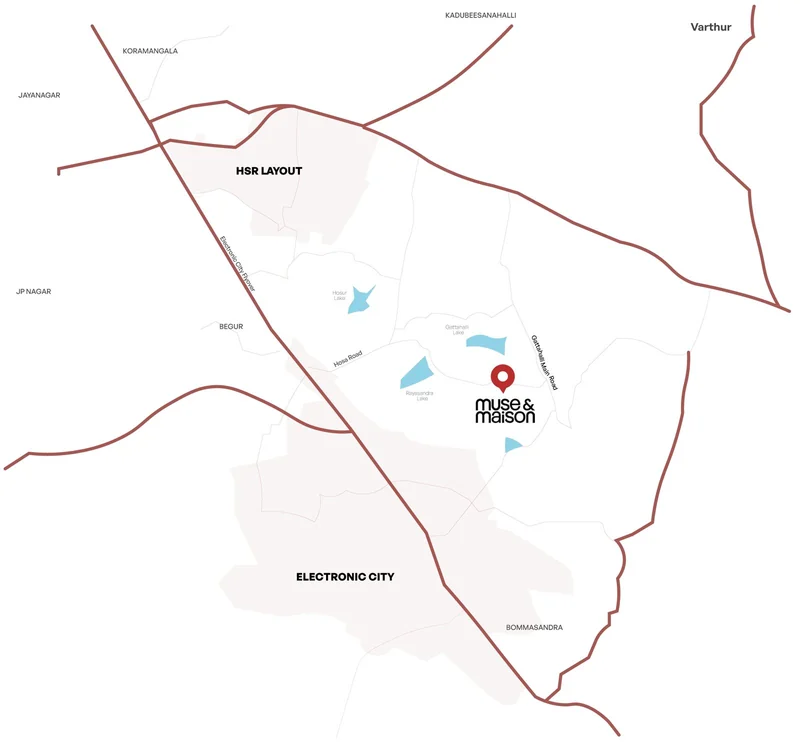 KADUBEESANAHALLI
Varthur
KORAMANGALA
JAYANAGAR
HSR LAYOUT
Electronic City Flyover
JP NAGAR
Hosur
Lake
BEGUR
Gattahalli
Lake
Hosa Road
Gattahalli Main Road
Rayasandra
Lake
muse &
maison
ELECTRONIC CITY
BOMMASANDRA